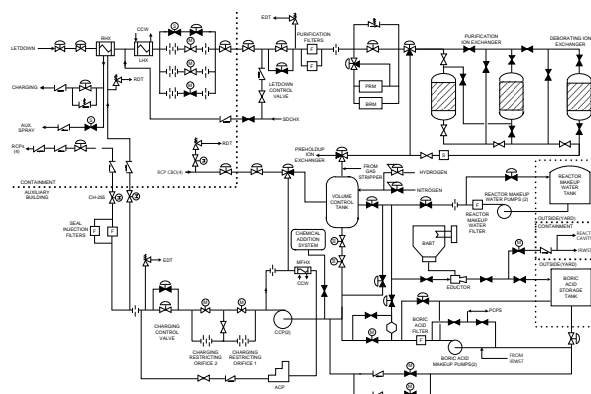 EDT
CCW
RHX
LHX
PURIFICATION
FILTERS
S
M
M
M
F
F
LETDOWN
RDT
LETDOWN
CONTROL
VALVE
PRM
BRM
PURIFICATION
ION EXCHANGER
DEBORATING ION
EXCHANGER
CHARGING
AUX.
SPRAY
S
SDCHX
RCPs
(4)
RDT
PREHOLDUP
ION
EXCHANGER
S
RCP CBO(4)
FROM
GAS
STRIPPER
HYDROGEN
NITROGEN
CONTAINMENT
AUXILIARY
BUILDING
CH-255
VOLUME
CONTROL
TANK
REACTOR
MAKEUP
WATER
TANK
REACTOR MAKEUP
WATER PUMPS (2)
F
REACTOR
MAKEUP
WATER
FILTER
OUTSIDE(YARD)
CONTAINMENT
SEAL
INJECTION
FILTERS
F
F
CHEMICAL
ADDITION
SYSTEM
BABT
M
IRWST
EDT
MFHX
CCW
EDUCTOR
OUTSIDE(YARD)
BORIC
ACID
STORAGE
TANK
M
M
CCP(2)
CHARGING
CONTROL
VALVE
CHARGING
RESTRICTING
ORIFICE 2
CHARGING
RESTRICTING
ORIFICE 1
M
BORIC
ACID
FILTER
F
PCPS
BORIC ACID
MAKEUP PUMPS(2)
FROM
IRWST
ACP
M
M